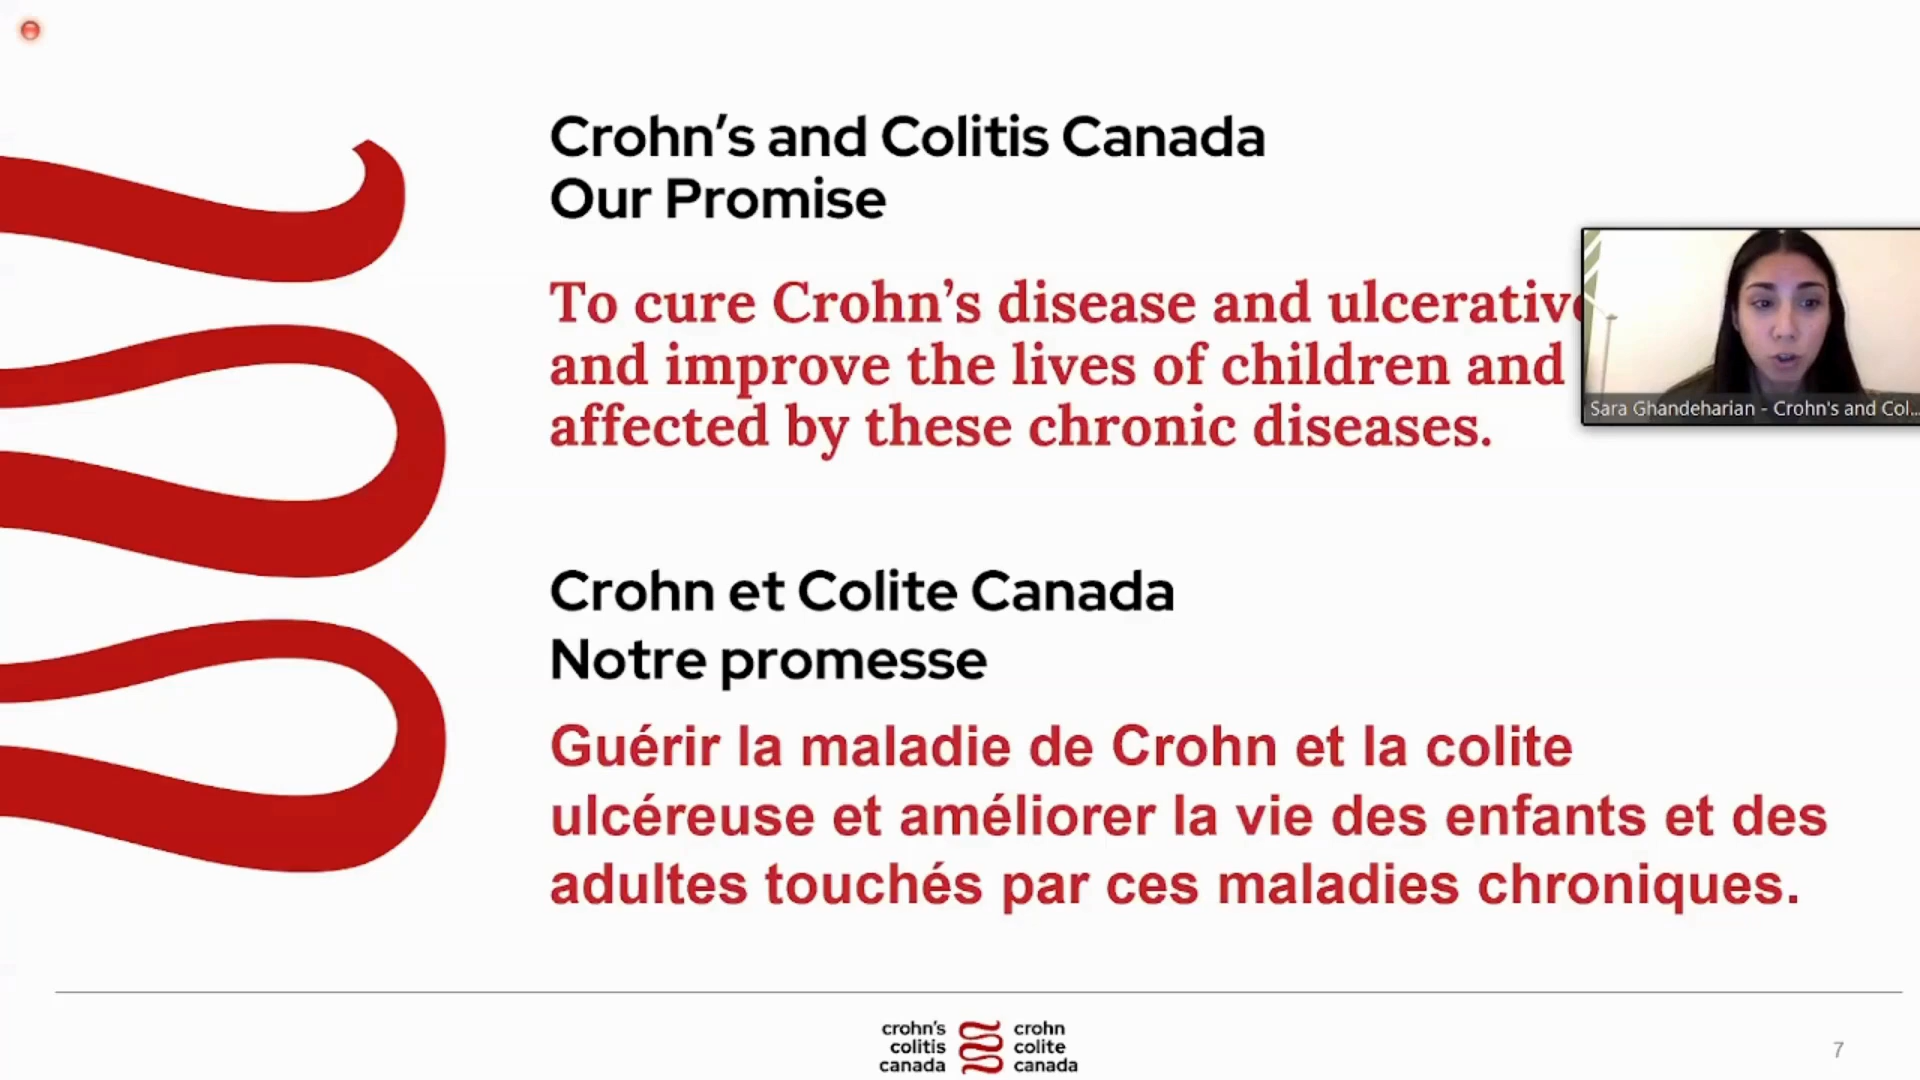 Crohn’s and Colitis Canada
Our Promise
To cure Crohn’s disease and ulcerative
and improve the lives of children and
affected by these chronic diseases.
Sara Ghandeharian - Crohn's and Col...
Crohn et Colite Canada
Notre promesse
Guérir la maladie de Crohn et la colite
ulcéreuse et améliorer la vie des enfants et des
adultes touchés par ces maladies chroniques.
crohn’s
colitis
canada
crohn
colite
canada
7